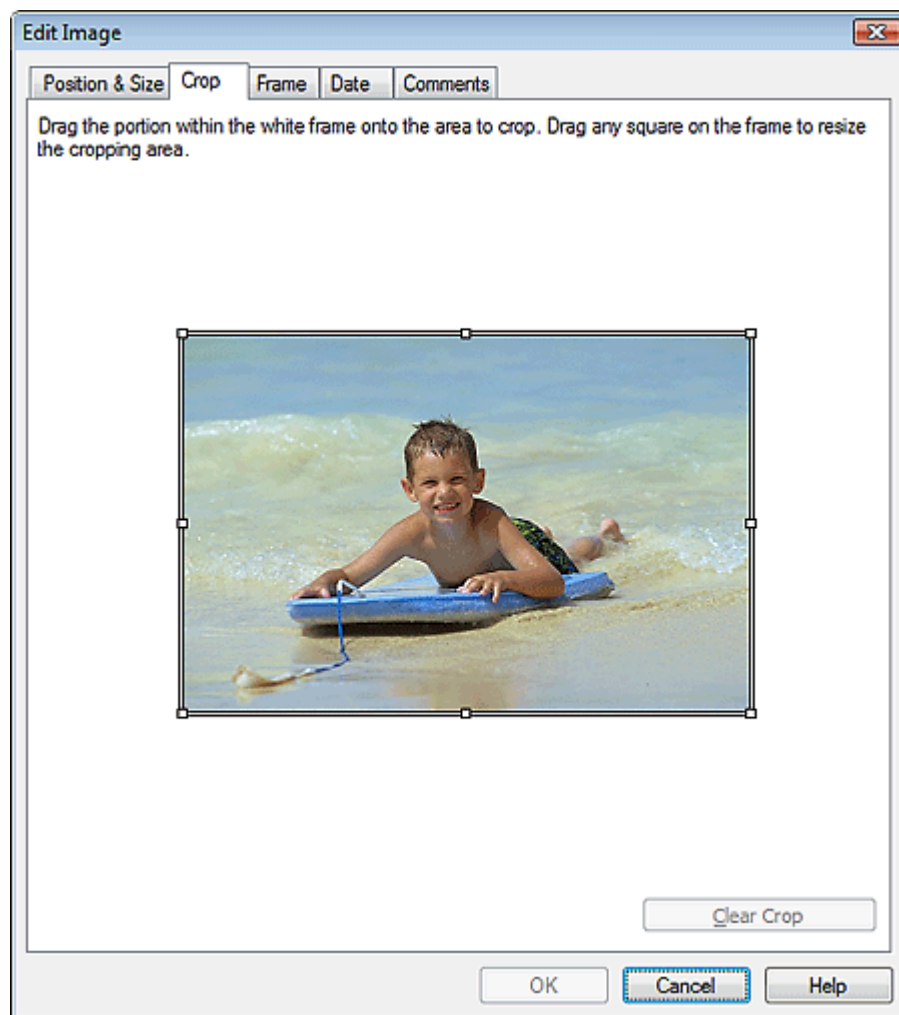 Edit Image
Position & Size Crop Frame Date Comments
Drag the portion within the white frame onto the area to crop. Drag any square on the frame to resize
the cropping area.
Clear Crop
OK Cancel Help